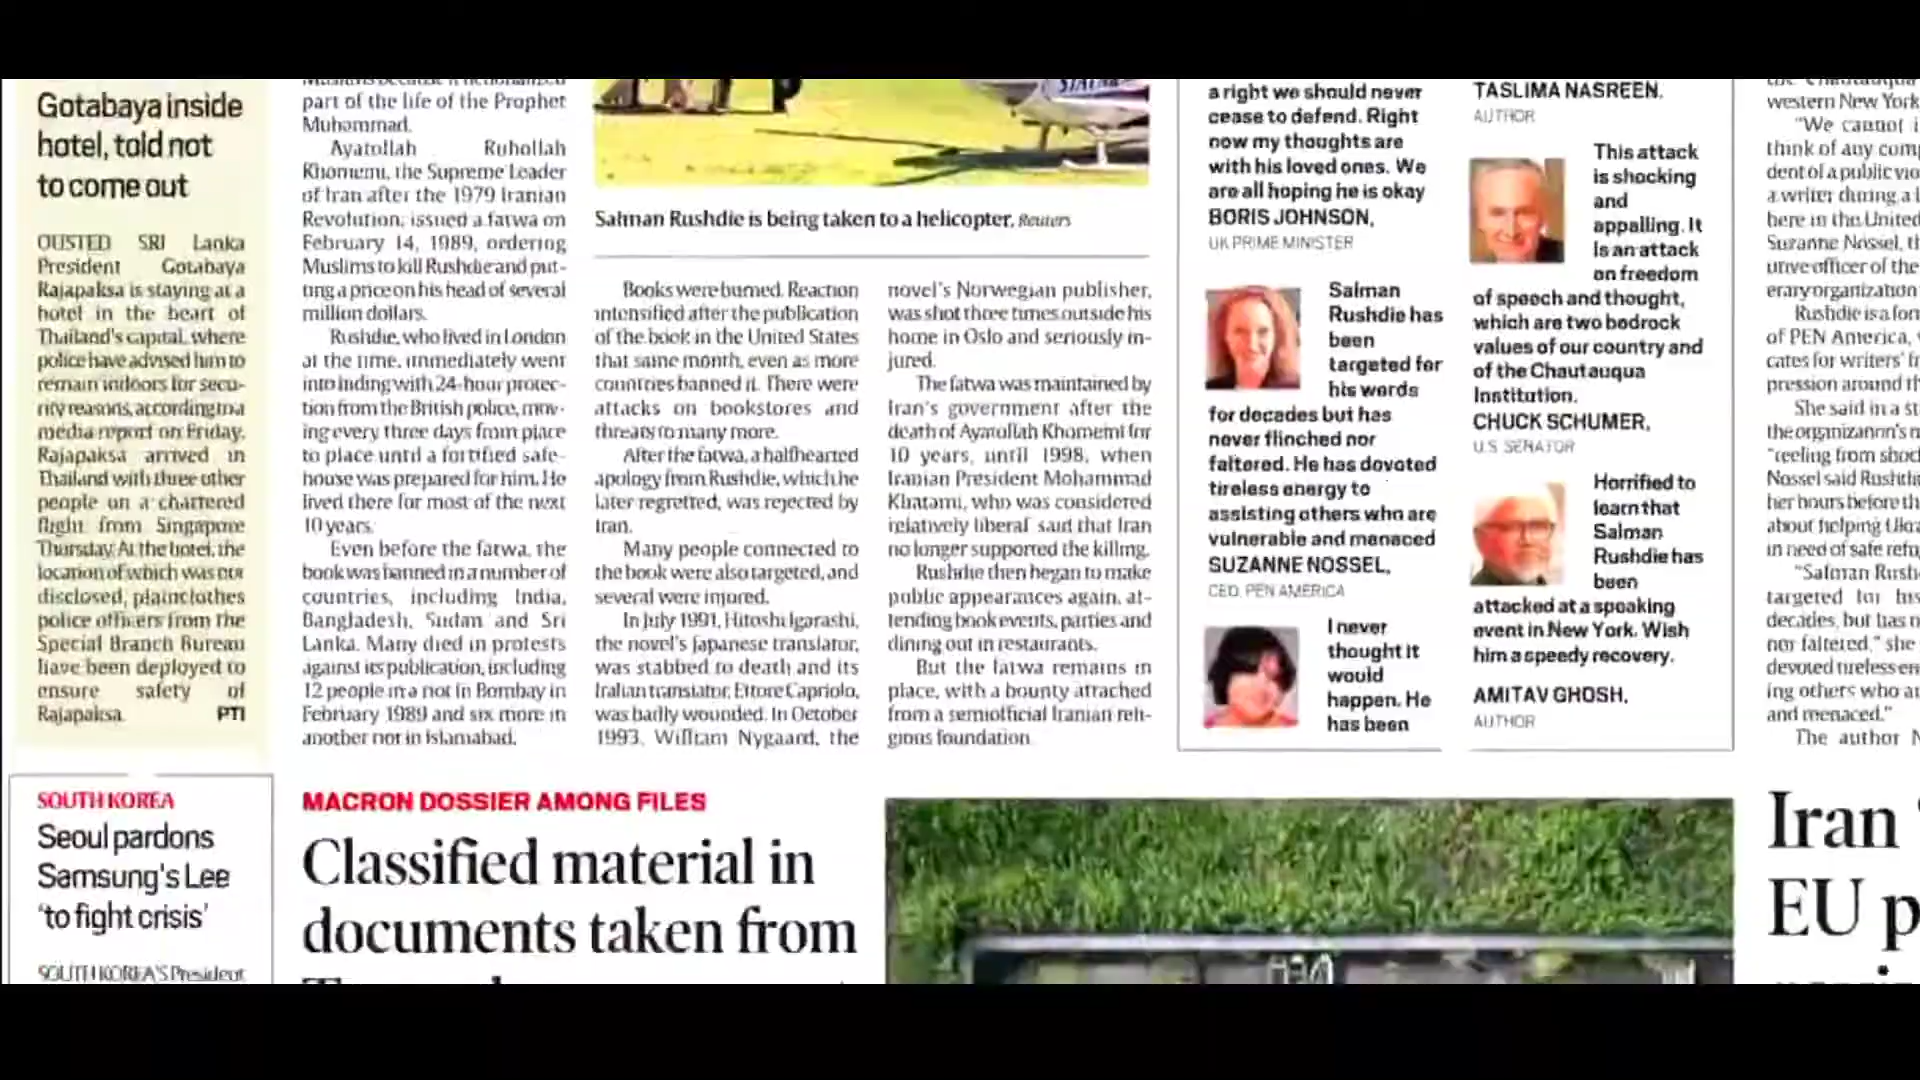 Gotabaya inside
hotel, told not
to come out
OUSTED SRI Lanka
President Gotabaya
Rajapaksa is staying at a
hotel in the heart of
Thailand's capital, where
police have advised him to
remain indoors for secu-
rity reasons, according to a
media report on Friday.
Rajapaksa arrived in
Thailand with three other
people on a chartered
flight from Singapore
Thursday. At the hotel, the
location of which was not
disclosed, plainclothes
police officers from the
Special Branch Bureau
have been deployed to
ensure safety of
Rajapaksa. PTI
SOUTH KOREA
Seoul pardons
Samsung's Lee
'to fight crisis'
SOUTH KOREA'S President
part of the life of the Prophet
Muhammad.
Ayatollah Ruhollah
Khomeini, the Supreme Leader
of Iran after the 1979 Iranian
Revolution, issued a fatwa on
February 14, 1989, ordering
Muslims to kill Rushdie and put-
ting a price on his head of several
million dollars.
Rushdie, who lived in London
at the time, immediately went
into hiding with 24-hour protec-
tion from the British police, mov-
ing every three days from place
to place until a fortified safe-
house was prepared for him. He
lived there for most of the next
10 years.
Even before the fatwa, the
book was banned in a number of
countries, including India,
Bangladesh, Sudan and Sri
Lanka. Many died in protests
against its publication, including
12 people in a riot in Bombay in
February 1989 and six more in
another riot in Islamabad.
Salman Rushdie is being taken to a helicopter. Reuters
Books were burned. Reaction
intensified after the publication
of the book in the United States
that same month, even as more
countries banned it. There were
attacks on bookstores and
threats to many more.
After the fatwa, a halfhearted
apology from Rushdie, which he
later regretted, was rejected by
Iran.
Many people connected to
the book were also targeted, and
several were injured.
In July 1991, Hitoshi Igarashi,
the novel's Japanese translator,
was stabbed to death and its
Italian translator, Ettore Capriolo,
was badly wounded. In October
1993, William Nygaard, the
novel's Norwegian publisher,
was shot three times outside his
home in Oslo and seriously in-
jured.
The fatwa was maintained by
Iran's government after the
death of Ayatollah Khomeini for
10 years, until 1998, when
Iranian President Mohammad
Khatami, who was considered
relatively liberal said that Iran
no longer supported the killing.
Rushdie then began to make
public appearances again, at-
tending book events, parties and
dining out in restaurants.
But the fatwa remains in
place, with a bounty attached
from a semiofficial Iranian reli-
gious foundation.
a right we should never
cease to defend. Right
now my thoughts are
with his loved ones. We
are all hoping he is okay
BORIS JOHNSON,
UK PRIME MINISTER
Salman
Rushdie has
been
targeted for
his words
for decades but has
never flinched nor
faltered. He has devoted
tireless energy to
assisting others who are
vulnerable and menaced
SUZANNE NOSSEL,
CEO, PEN AMERICA
I never
thought it
would
happen. He
has been
TASLIMA NASREEN,
AUTHOR
This attack
is shocking
and
appalling. It
is an attack
on freedom
of speech and thought,
which are two bedrock
values of our country and
of the Chautauqua
Institution.
CHUCK SCHUMER,
U.S SENATOR
Horrified to
learn that
Salman
Rushdie has
been
attacked at a speaking
event in New York. Wish
him a speedy recovery.
AMITAV GHOSH,
AUTHOR
western New York
"We cannot
think of any
dent of a public
a writer during a
here in the United
Suzanne Nossel,
utive officer of the
erary organization
Rushdie is a
of PEN America,
cates for writers'
pression around
She said in a
the organization's
"reeling from
Nossel said
her hours before
about helping
in need of safe
"Salman
targeted for
decades, but has
nor faltered," she
devoted tireless
ing others who
and menaced."
The author
MACRON DOSSIER AMONG FILES
Classified material in
documents taken from
Iran
EU